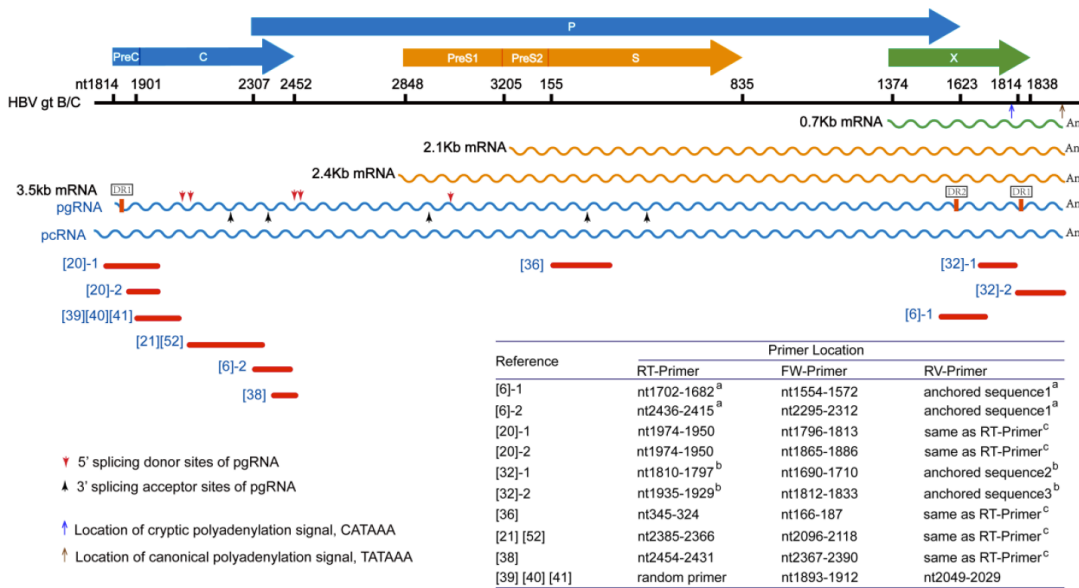 P
PreC C PreS1 PreS2 S X
nt1814 1901 2307 2452 2848 3205 155 835 1374 1623 1814 1838
HBV gt B/C
0.7Kb mRNA An
2.1Kb mRNA An
2.4Kb mRNA An
3.5kb mRNA DR1 DR2 DR1
pgRNA An
pcRNA An
[20]-1 [36] [32]-1
[20]-2 [32]-2
[39][40][41] [6]-1
[21][52]
[6]-2
[38]
Reference Primer Location
RT-Primer FW-Primer RV-Primer
[6]-1 nt1702-1682a nt1554-1572 anchored sequence1a
[6]-2 nt2436-2415a nt2295-2312 anchored sequence1a
[20]-1 nt1974-1950 nt1796-1813 same as RT-Primerc
[20]-2 nt1974-1950 nt1865-1886 same as RT-Primerc
[32]-1 nt1810-1797b nt1690-1710 anchored sequence2b
[32]-2 nt1935-1929b nt1812-1833 anchored sequence3b
[36] nt345-324 nt166-187 same as RT-Primerc
[21] [52] nt2385-2366 nt2096-2118 same as RT-Primerc
[38] nt2454-2431 nt2367-2390 same as RT-Primerc
[39] [40] [41] random primer nt1893-1912 nt2049-2029
5' splicing donor sites of pgRNA
3' splicing acceptor sites of pgRNA
Location of cryptic polyadenylation signal, CATAAA
Location of canonical polyadenylation signal, TATAAA